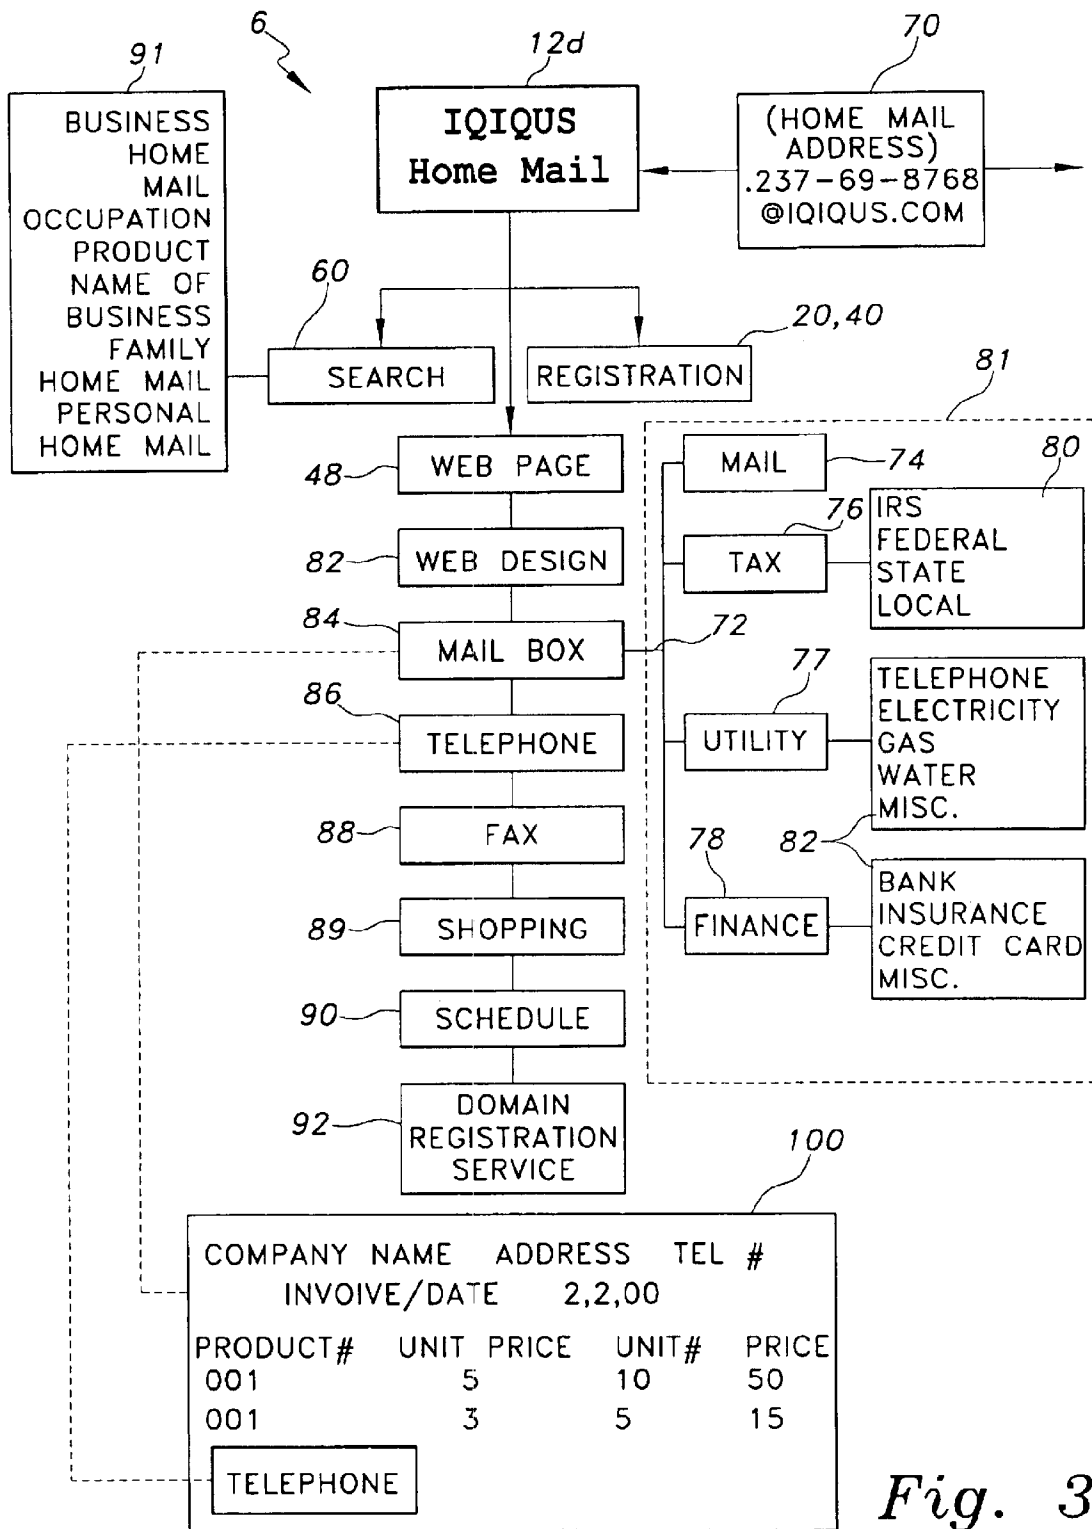 6
91
12d
70
BUSINESS
HOME
MAIL
OCCUPATION
PRODUCT
NAME OF
BUSINESS
FAMILY
HOME MAIL
PERSONAL
HOME MAIL
IQIQUS
Home Mail
(HOME MAIL
ADDRESS)
.237-69-8768
@IQIQUS.COM
60
SEARCH
20,40
REGISTRATION
81
48
WEB PAGE
82
WEB DESIGN
84
MAIL BOX
72
86
TELEPHONE
88
FAX
89
SHOPPING
90
SCHEDULE
92
DOMAIN
REGISTRATION
SERVICE
MAIL
74
76
TAX
80
IRS
FEDERAL
STATE
LOCAL
77
UTILITY
TELEPHONE
ELECTRICITY
GAS
WATER
MISC.
82
78
FINANCE
BANK
INSURANCE
CREDIT CARD
MISC.
100
COMPANY NAME ADDRESS TEL #
INVOIVE/DATE 2,2,00
PRODUCT# UNIT PRICE UNIT# PRICE
001 5 10 50
001 3 5 15
TELEPHONE
Fig. 3